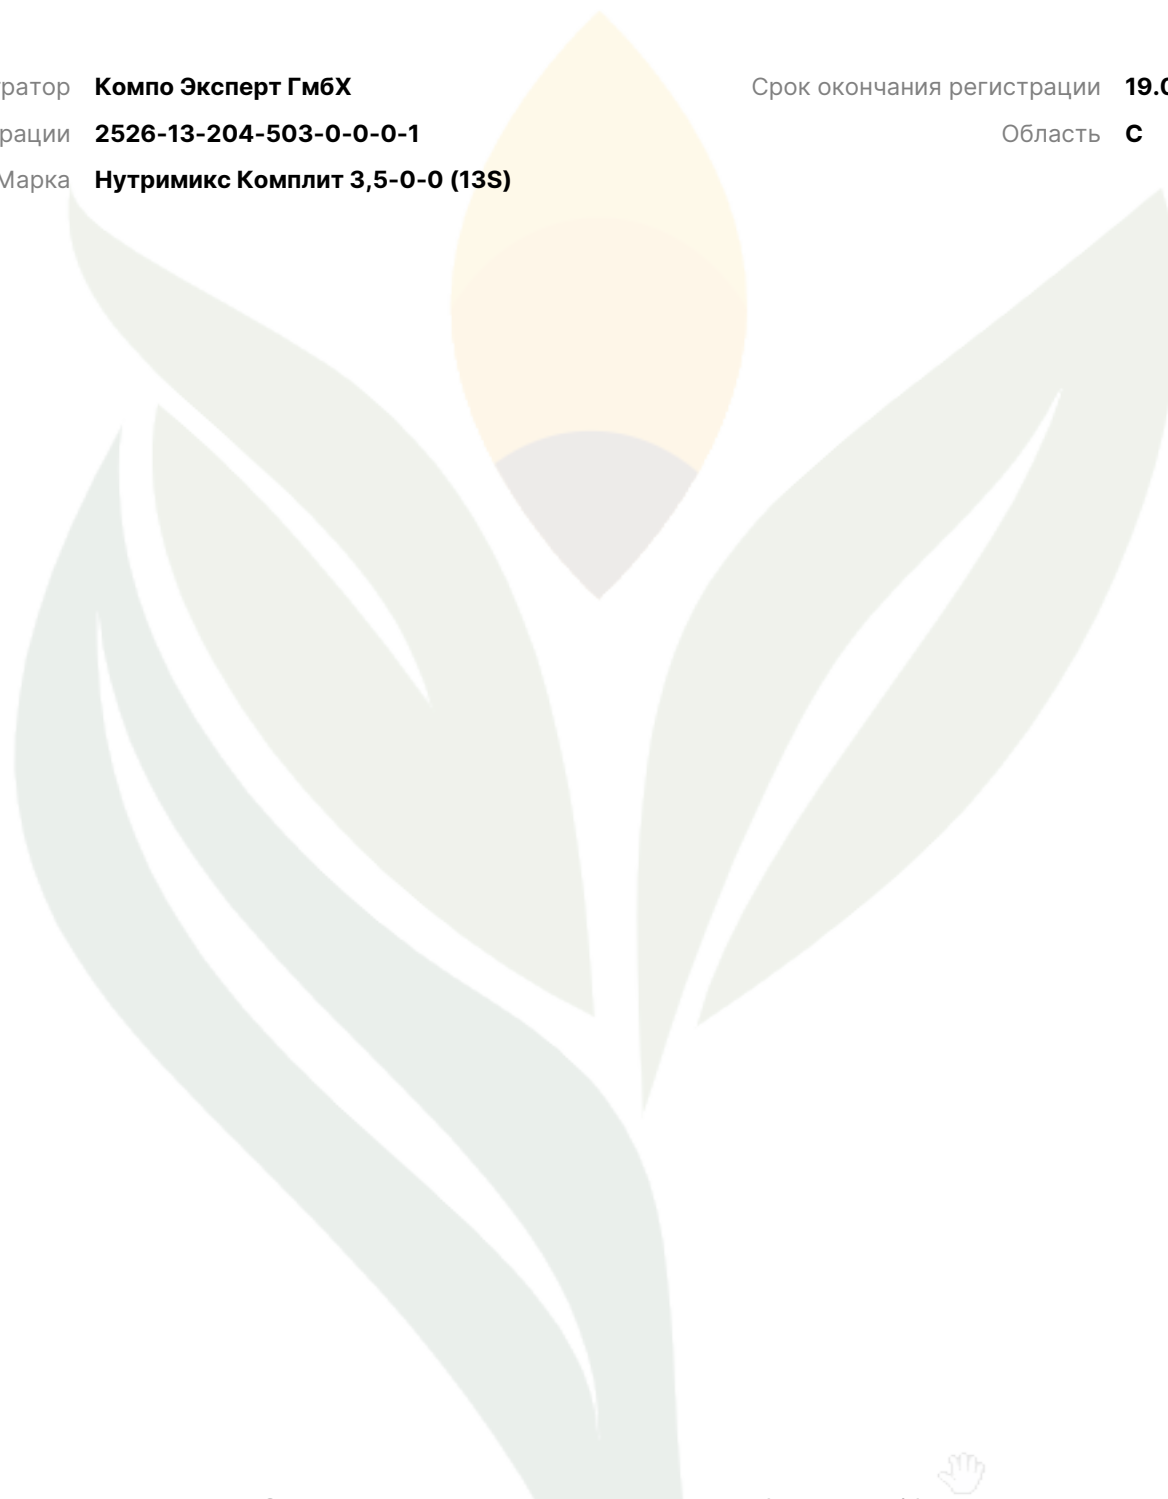 ратор Компо Эксперт ГмбХ Срок окончания регистрации 19.0
рации 2526-13-204-503-0-0-0-1 Область С
Марка Нутримикс Комплит 3,5-0-0 (13S)